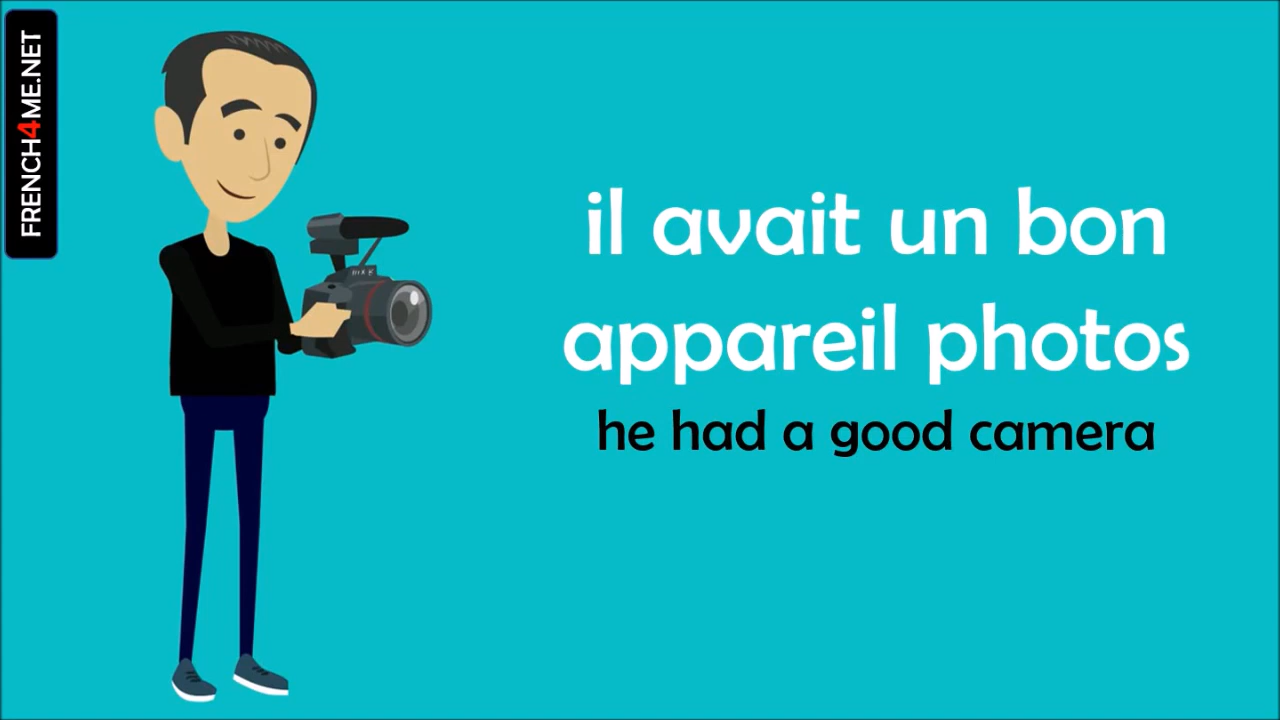 FRENCH4ME.NET
il avait un bon
appareil photos
he had a good camera